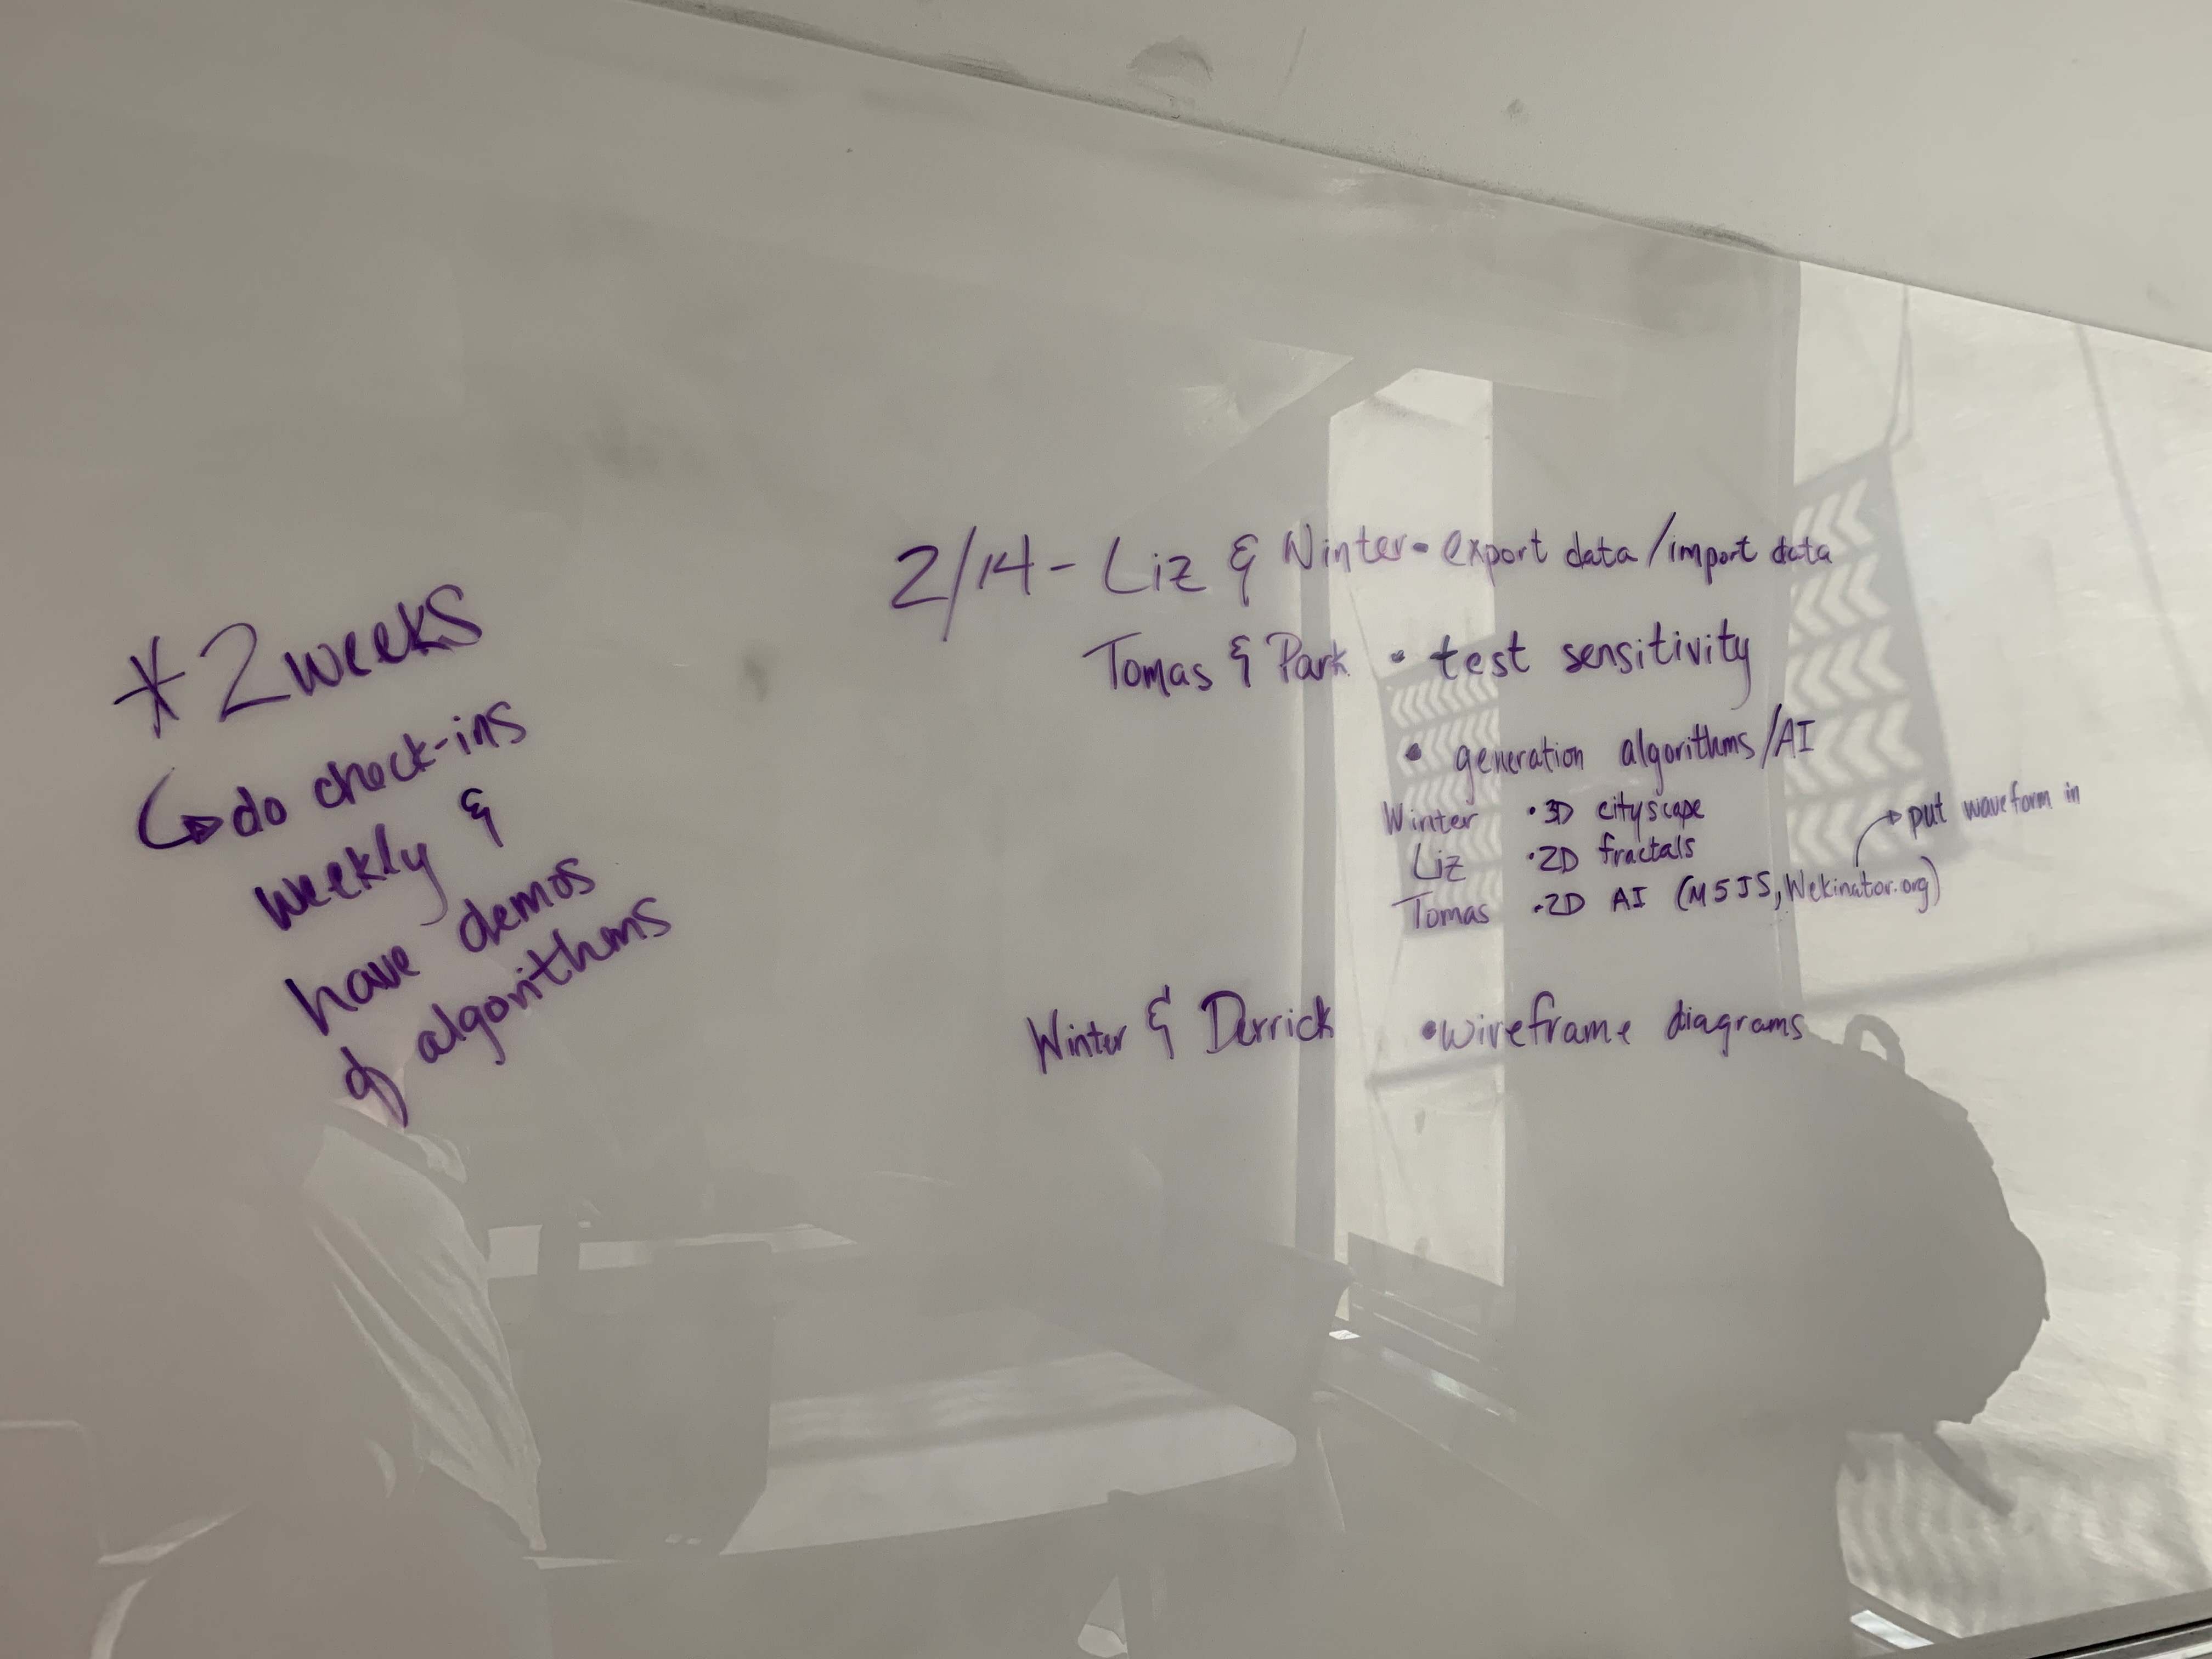 * 2 weeks
do check-ins
weekly &
have demos
of algorithms
2/14 - Liz & Winter • export data/import data
Tomas & Park • test sensitivity
• generation algorithms/AI
Winter • 3D cityscape
Liz • 2D fractals
put waveform in
Tomas • 2D AI (M5JS, Wekinator.org)
Winter & Derrick • wireframe diagrams